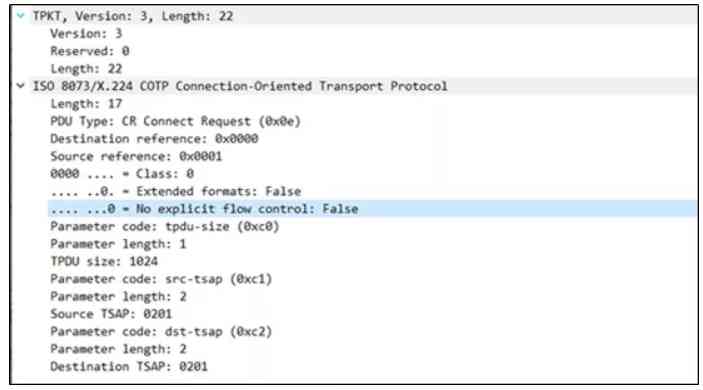 TPKT, Version: 3, Length: 22
Version: 3
Reserved: 0
Length: 22
ISO 8073/X.224 COTP Connection-Oriented Transport Protocol
Length: 17
PDU Type: CR Connect Request (0x0e)
Destination reference: 0x0000
Source reference: 0x0001
0000 .... = Class: 0
.... ..0. = Extended formats: False
.... ...0 = No explicit flow control: False
Parameter code: tpdu-size (0xc0)
Parameter length: 1
TPDU size: 1024
Parameter code: src-tsap (0xc1)
Parameter length: 2
Source TSAP: 0201
Parameter code: dst-tsap (0xc2)
Parameter length: 2
Destination TSAP: 0201